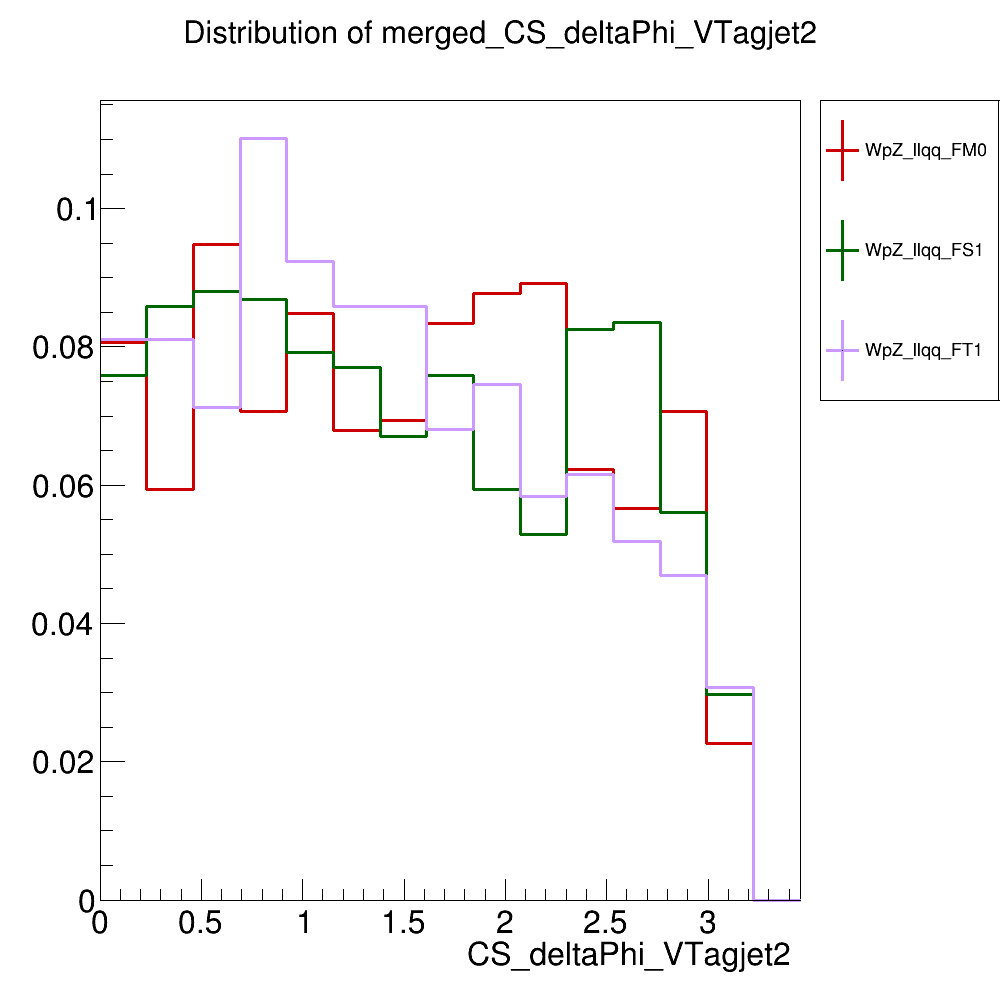 Distribution of merged_CS_deltaPhi_VTagjet2
WpZ_llqq_FM0
WpZ_llqq_FS1
WpZ_llqq_FT1
0.1
0.08
0.06
0.04
0.02
0
0 0.5 1 1.5 2 2.5 3
CS_deltaPhi_VTagjet2